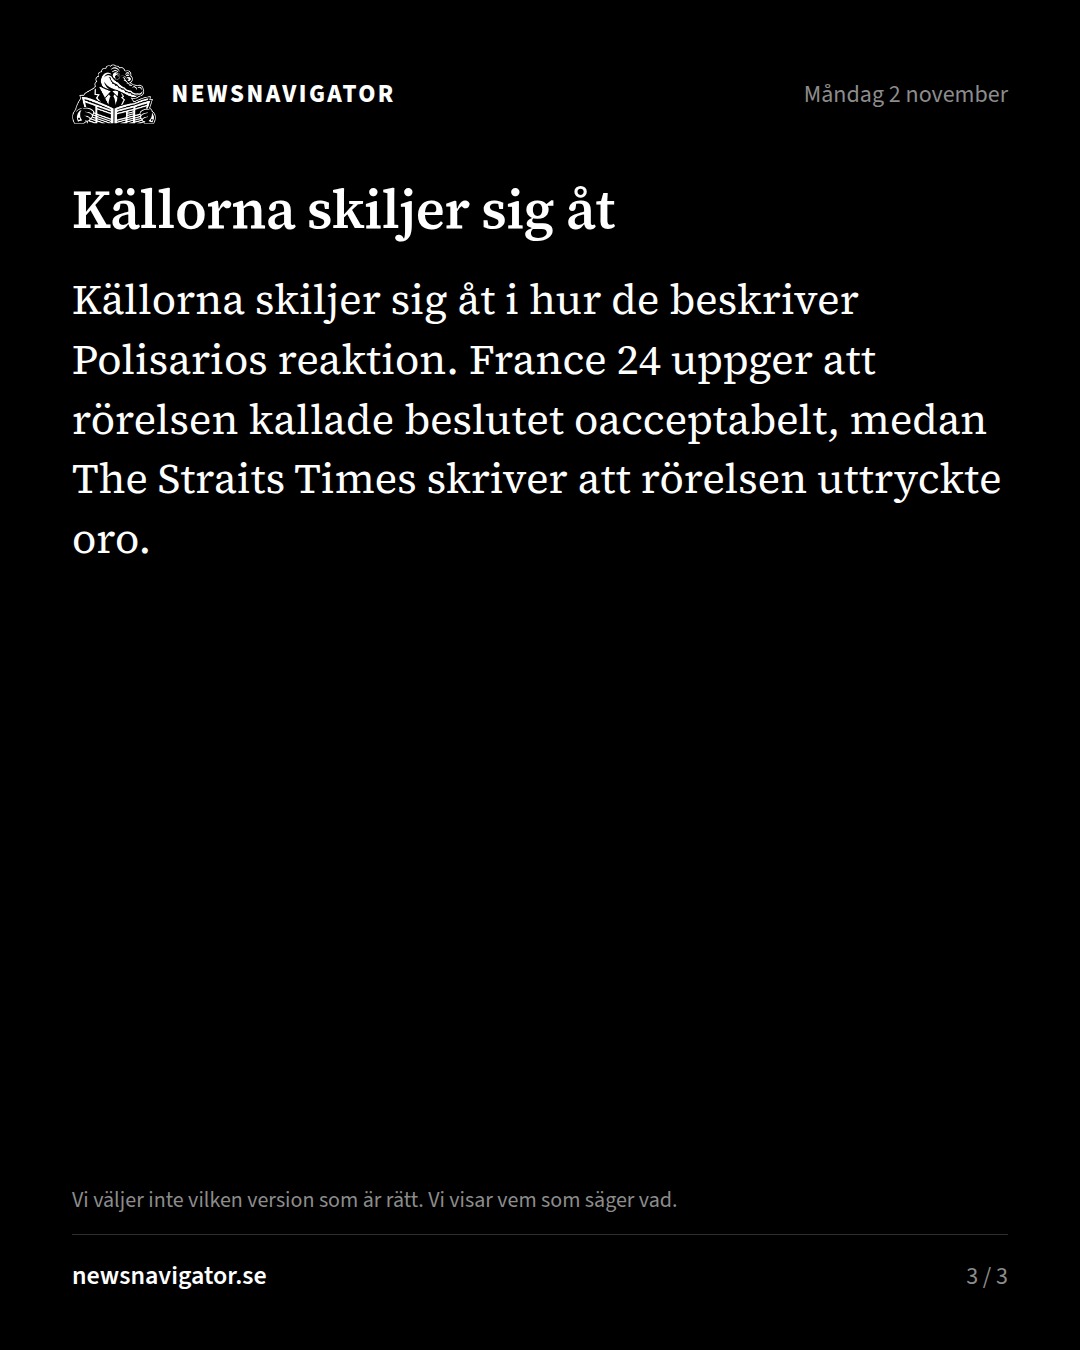 NEWSNAVIGATOR
Måndag 2 november
Källorna skiljer sig åt
Källorna skiljer sig åt i hur de beskriver
Polisarios reaktion. France 24 uppger att
rörelsen kallade beslutet oacceptabelt, medan
The Straits Times skriver att rörelsen uttryckte
oro.
Vi väljer inte vilken version som är rätt. Vi visar vem som säger vad.
newsnavigator.se
3 / 3